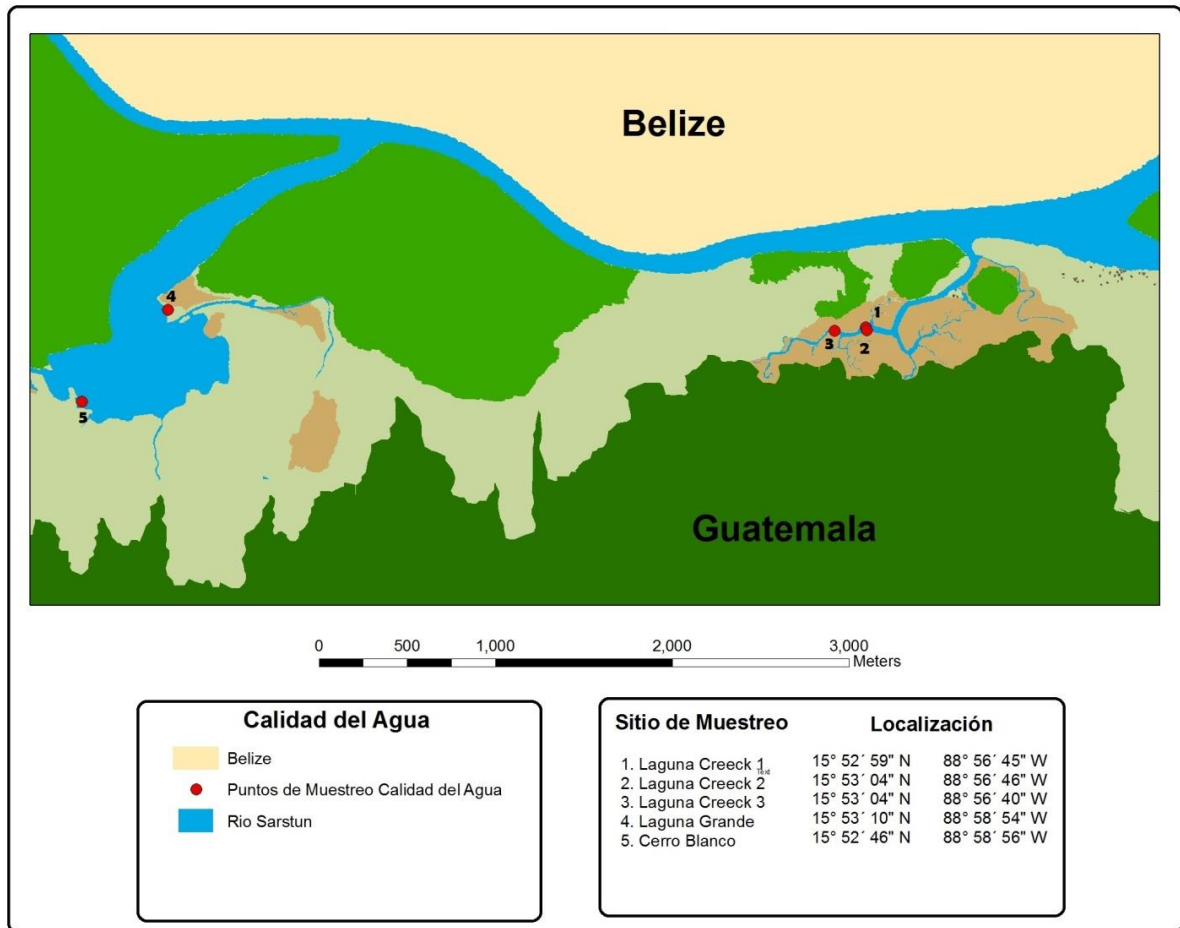 Belize
1
4
3
2
5
Guatemala
0 500 1,000 2,000 3,000
Meters
Calidad del Agua
Belize
Puntos de Muestreo Calidad del Agua
Rio Sarstun
Sitio de Muestreo Localización
1. Laguna Creeck 1 15° 52´ 59" N 88° 56´ 45" W
Text
2. Laguna Creeck 2 15° 53´ 04" N 88° 56´ 46" W
3. Laguna Creeck 3 15° 53´ 04" N 88° 56´ 40" W
4. Laguna Grande 15° 53´ 10" N 88° 58´ 54" W
5. Cerro Blanco 15° 52´ 46" N 88° 58´ 56" W